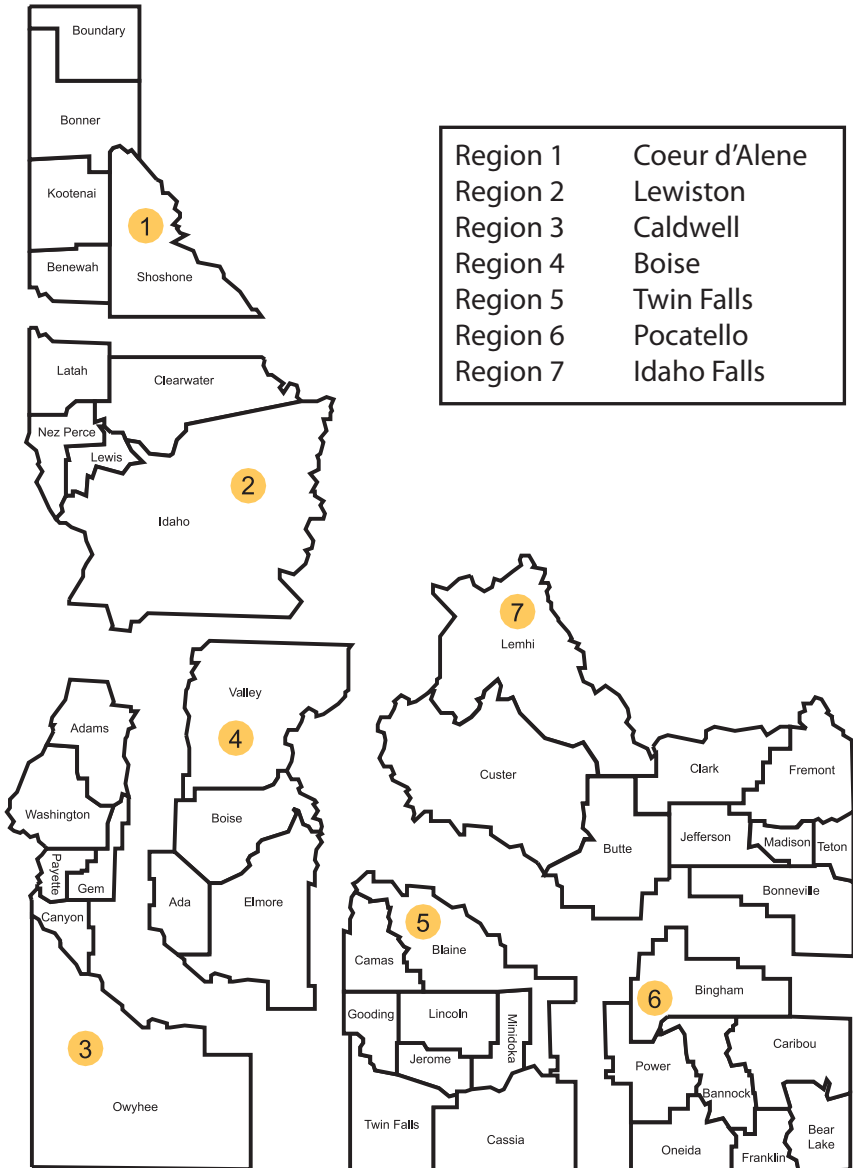 Boundary
Bonner
Kootenai
Benewah
1
Shoshone
Region 1 Coeur d'Alene
Region 2 Lewiston
Region 3 Caldwell
Region 4 Boise
Region 5 Twin Falls
Region 6 Pocatello
Region 7 Idaho Falls
Latah
Clearwater
Nez Perce
Lewis
2
Idaho
7
Lemhi
Custer
Clark
Fremont
Butte
Jefferson
Madison
Teton
Bonneville
Valley
4
Boise
Ada
Elmore
Adams
Washington
Payette
Gem
Canyon
3
Owyhee
5
Blaine
Camas
Gooding
Lincoln
Minidoka
Jerome
Twin Falls
Cassia
6
Bingham
Power
Caribou
Bannock
Oneida
Franklin
Bear
Lake